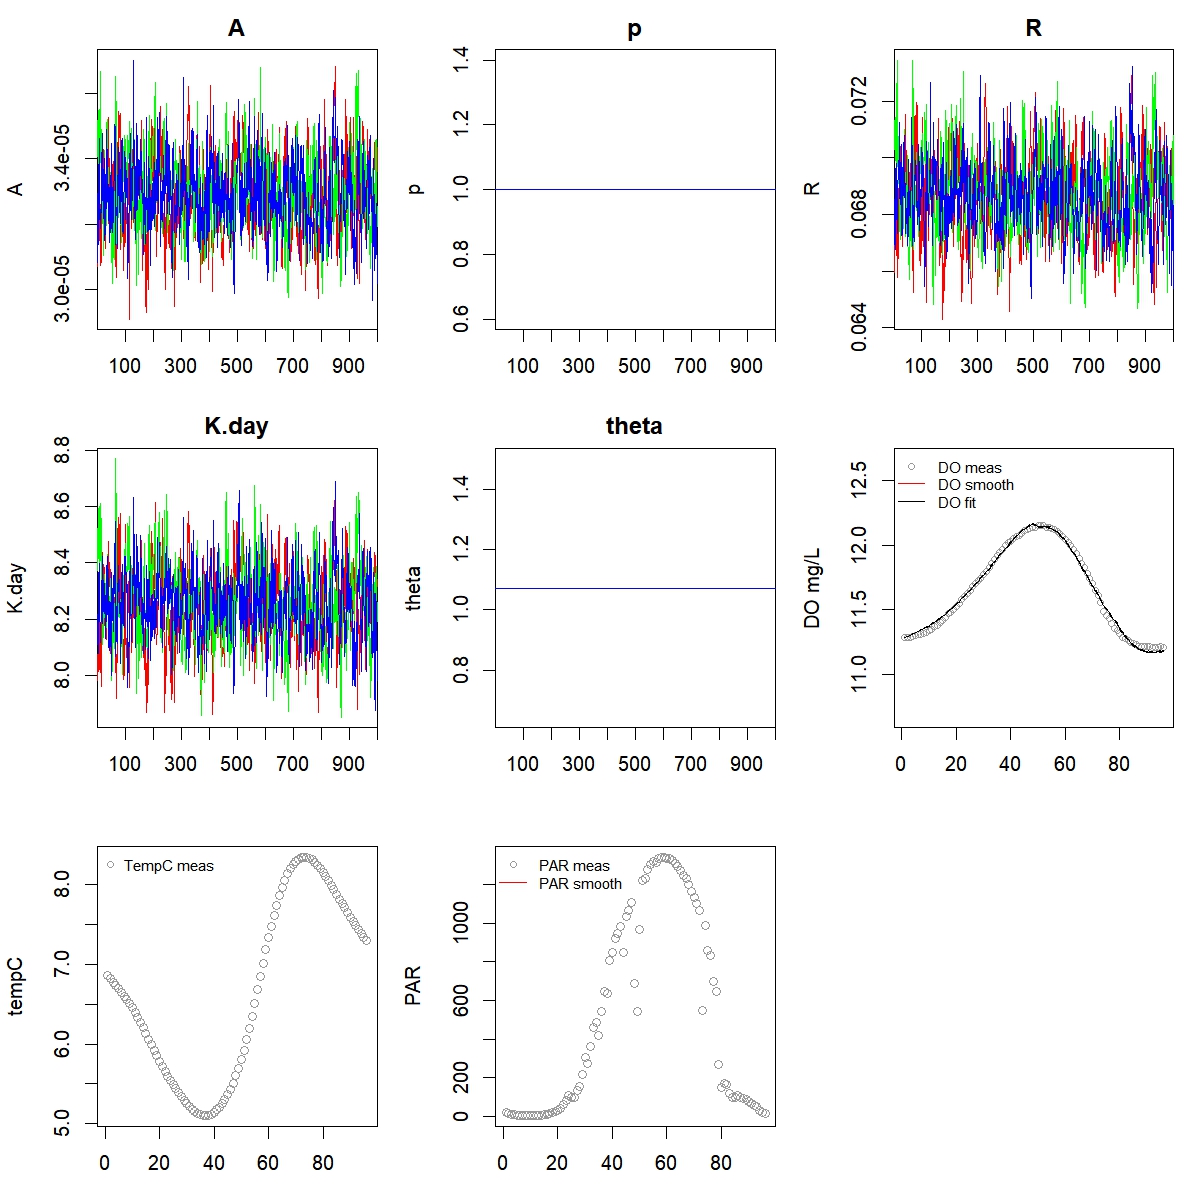 A
A
3.0e-05
3.4e-05
100 300 500 700 900
p
p
0.6
0.8
1.0
1.2
1.4
100 300 500 700 900
R
R
0.064
0.068
0.072
100 300 500 700 900
K.day
K.day
8.0
8.2
8.4
8.6
8.8
100 300 500 700 900
theta
theta
0.8
1.0
1.2
1.4
100 300 500 700 900
DO mg/L
11.0
11.5
12.0
12.5
DO meas
DO smooth
DO fit
0 20 40 60 80
tempC
5.0
6.0
7.0
8.0
TempC meas
0 20 40 60 80
PAR
0
200
600
1000
PAR meas
PAR smooth
0 20 40 60 80